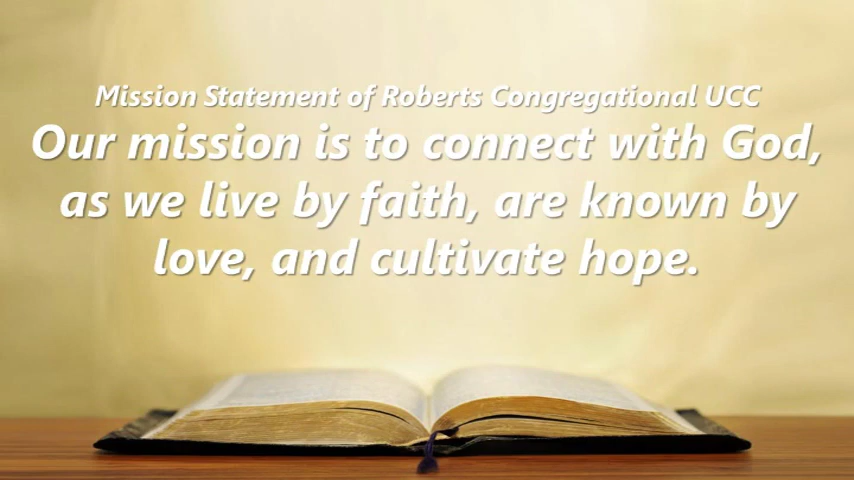 Mission Statement of Roberts Congregational UCC
Our mission is to connect with God,
as we live by faith, are known by
love, and cultivate hope.